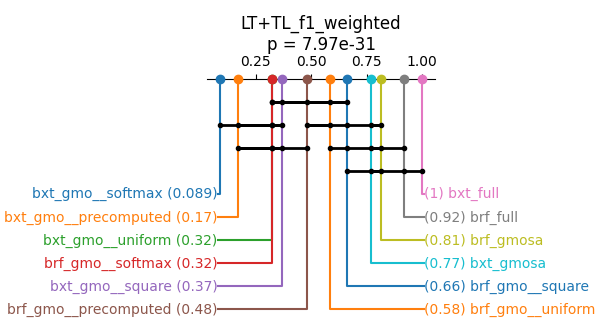 LT+TL_f1_weighted
p = 7.97e-31
0.25 0.50 0.75 1.00
bxt_gmo__softmax (0.089) (1) bxt_full
bxt_gmo__precomputed (0.17) (0.92) brf_full
bxt_gmo__uniform (0.32) (0.81) brf_gmosa
brf_gmo__softmax (0.32) (0.77) bxt_gmosa
bxt_gmo__square (0.37) (0.66) brf_gmo__square
brf_gmo__precomputed (0.48) (0.58) brf_gmo__uniform